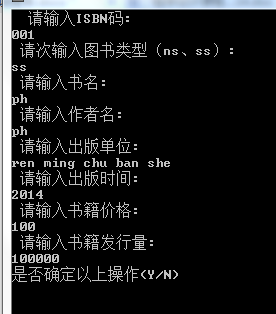 请输入ISBN码:
001
请次输入图书类型（ns、ss）:
ss
请输入书名:
ph
请输入作者名:
ph
请输入出版单位:
ren ming chu ban she
请输入出版时间:
2014
请输入书籍价格:
100
请输入书籍发行量:
100000
是否确定以上操作(Y/N)